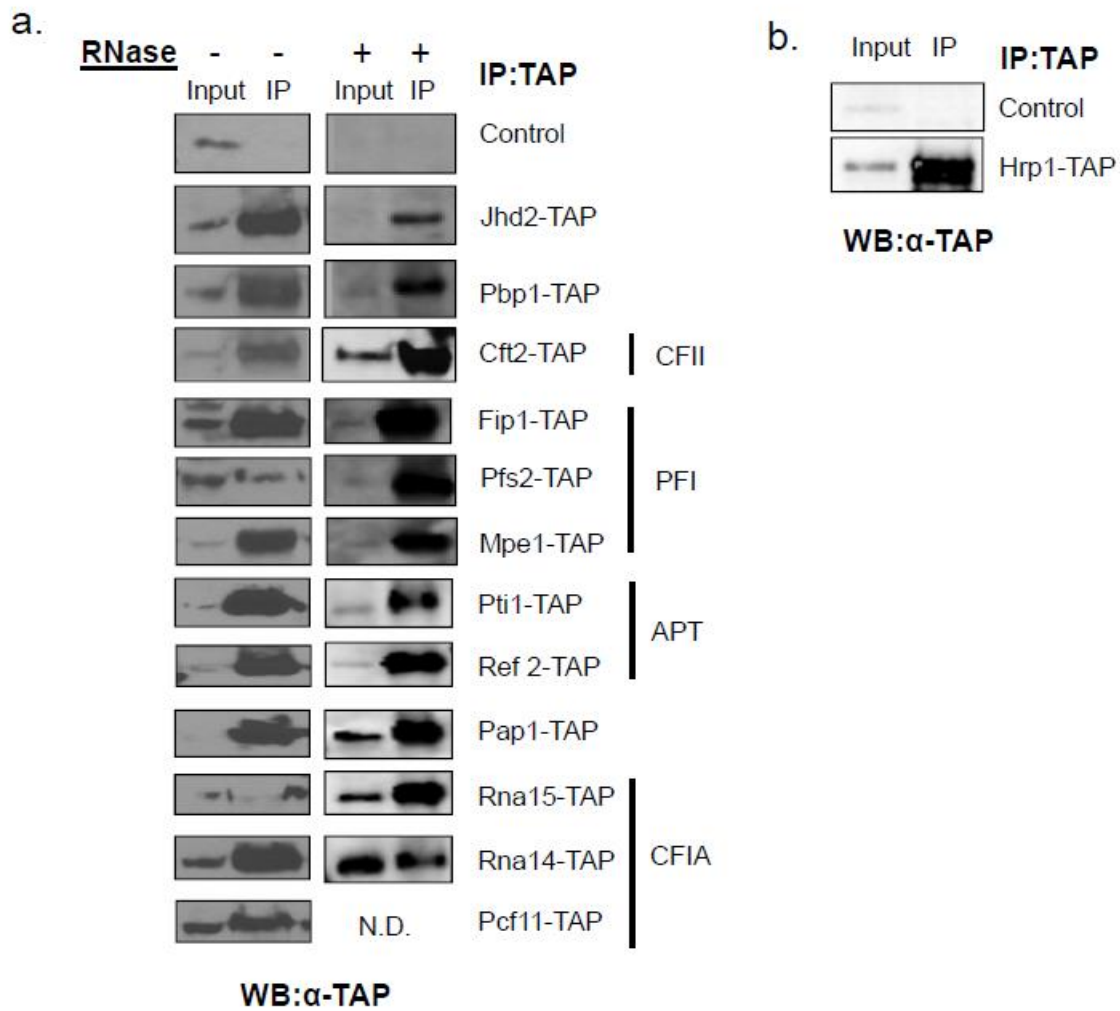 a.
RNase - - + +
Input IP Input IP IP:TAP
Control
Jhd2-TAP
Pbp1-TAP
Cft2-TAP CFII
Fip1-TAP
Pfs2-TAP PFI
Mpe1-TAP
Pti1-TAP
APT
Ref 2-TAP
Pap1-TAP
Rna15-TAP
Rna14-TAP CFIA
N.D. Pcf11-TAP
WB:α-TAP
b.
Input IP IP:TAP
Control
Hrp1-TAP
WB:α-TAP